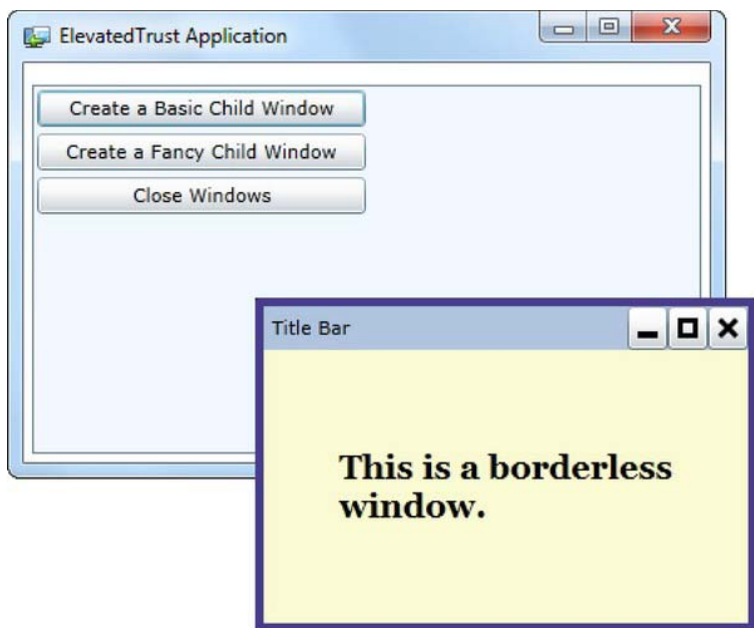 ElevatedTrust Application
Create a Basic Child Window
Create a Fancy Child Window
Close Windows
Title Bar
This is a borderless
window.